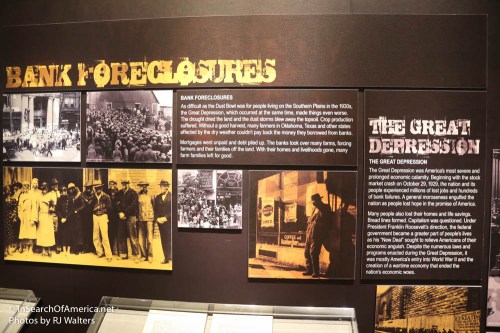 BANK FORECLOSURES
BANK FORECLOSURES
As difficult as the Dust Bowl was for people living on the Southern Plains in the 1930s,
the Great Depression, which occurred at the same time, made things even worse.
The drought dried the land and the dust storms blew away the topsoil. Crop production
suffered. Without a good harvest, many farmers in Oklahoma, Texas and other states
affected by the dry weather couldn't pay back the money they borrowed from banks.
Mortgages went unpaid and debt piled up. The banks took over many farms, forcing
farmers and their families off the land. With their homes and livelihoods gone, many
farm families left for good.
THE GREAT
DEPRESSION
THE GREAT DEPRESSION
The Great Depression was America's most severe and
prolonged economic calamity. Beginning with the stock
market crash on October 29, 1929, the nation and its
people experienced millions of lost jobs and hundreds
of bank failures. A general moroseness engulfed the
nation as people lost hope in the promise of America.
Many people also lost their homes and life savings.
Bread lines formed. Capitalism was questioned. Under
President Franklin Roosevelt's direction, the federal
government became a greater part of people's lives
as his "New Deal" sought to relieve Americans of their
economic anguish. Despite the numerous laws and
programs enacted during the Great Depression, it
was mostly America's entry into World War II and the
creation of a wartime economy that ended the
nation's economic woes.
InSearchOfAmerica.net
Photos by RJ Walters